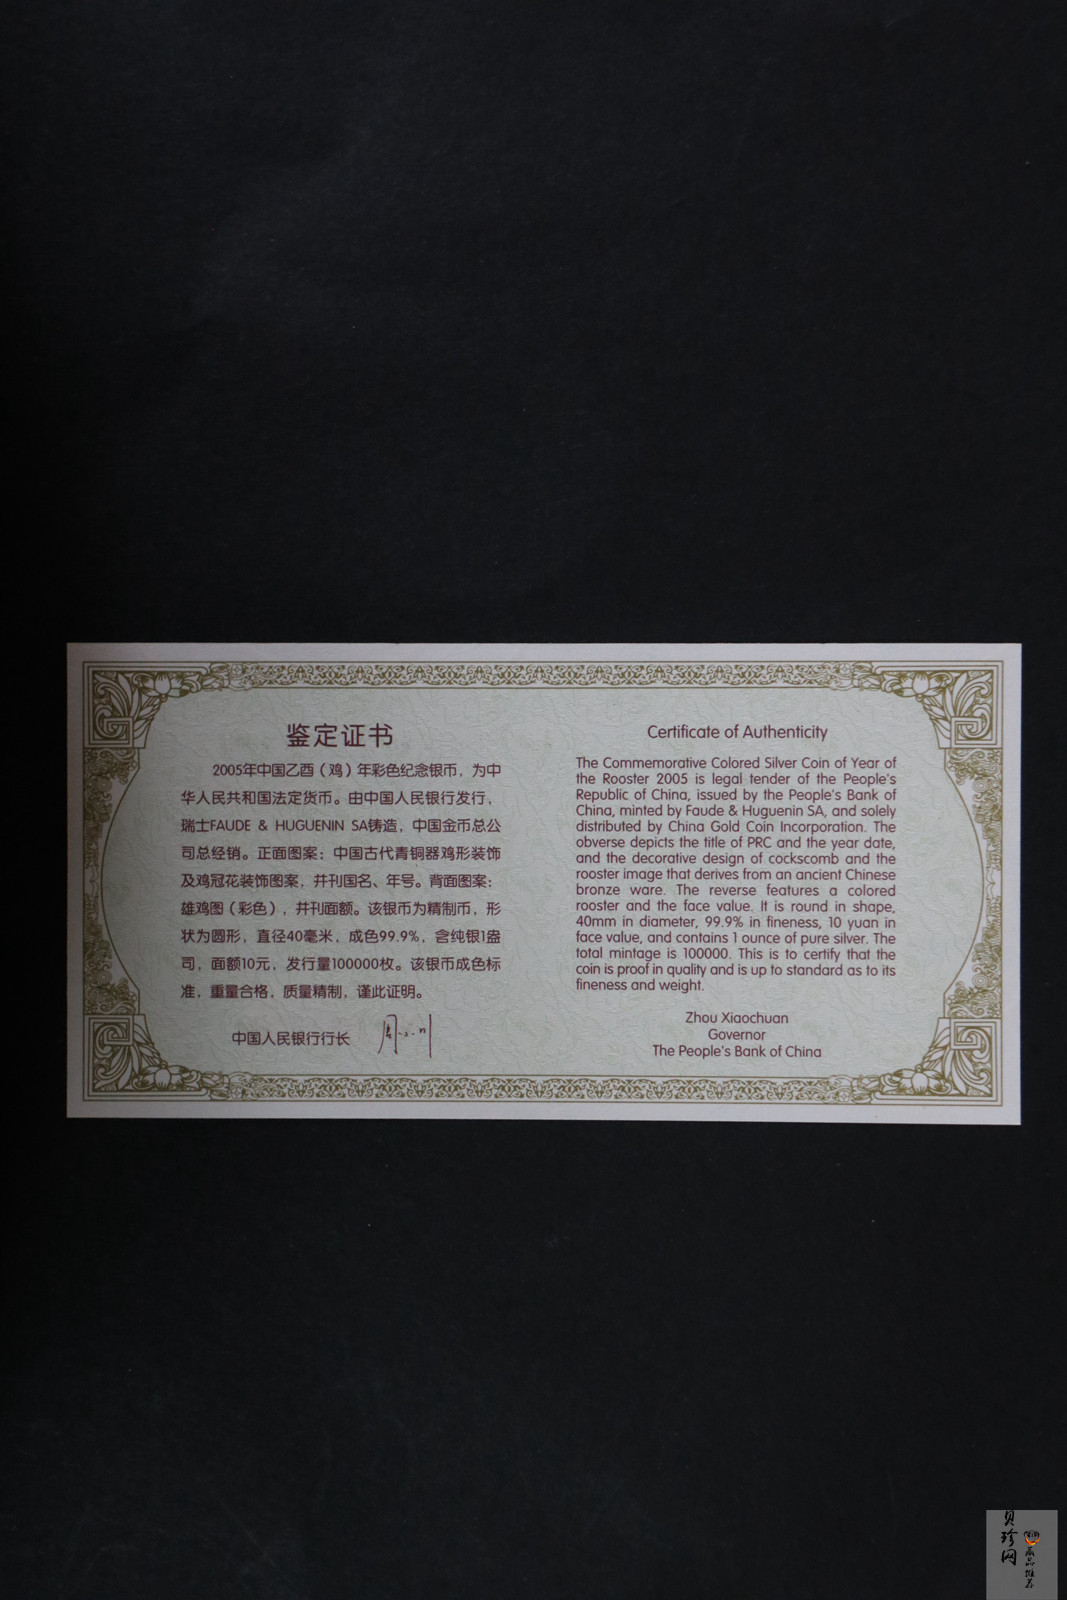 鉴定证书
2005年中国乙酉（鸡）年彩色纪念银币，为中
华人民共和国法定货币。由中国人民银行发行，
瑞士FAUDE & HUGUENIN SA铸造，中国金币总公
司总经销。正面图案：中国古代青铜器鸡形装饰
及鸡冠花装饰图案，并刊国名、年号。背面图案：
雄鸡图（彩色），并刊面额。该银币为精制币，形
状为圆形，直径40毫米，成色99.9%，含纯银1盎
司，面额10元，发行量100000枚。该银币成色标
准，重量合格，质量精制，谨此证明。
中国人民银行行长
Certificate of Authenticity
The Commemorative Colored Silver Coin of Year of
the Rooster 2005 is legal tender of the People's
Republic of China, issued by the People's Bank of
China, minted by Faude & Huguenin SA, and solely
distributed by China Gold Coin Incorporation. The
obverse depicts the title of PRC and the year date,
and the decorative design of cockscomb and the
rooster image that derives from an ancient Chinese
bronze ware. The reverse features a colored
rooster and the face value. It is round in shape,
40mm in diameter, 99.9% in fineness, 10 yuan in
face value, and contains 1 ounce of pure silver. The
total mintage is 100000. This is to certify that the
coin is proof in quality and is up to standard as to its
fineness and weight.
Zhou Xiaochuan
Governor
The People's Bank of China
贝珍网
藏品推荐